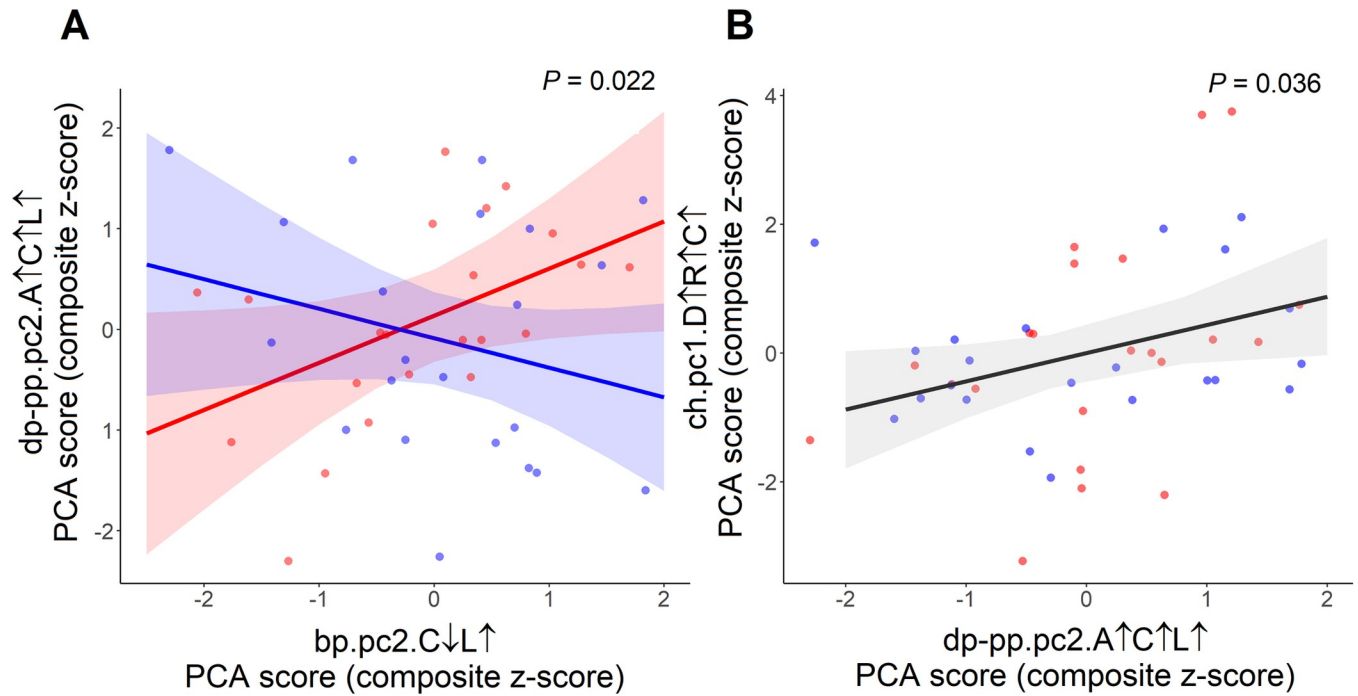 A
P = 0.022
dp-pp.pc2.A↑C↑L↑
PCA score (composite z-score)
2
1
0
1
-2
-2
-1
0
1
2
bp.pc2.C↓L↑
PCA score (composite z-score)
B
P = 0.036
ch.pc1.D↑R↑C↑
PCA score (composite z-score)
4
2
0
-2
-2
-1
0
1
2
dp-pp.pc2.A↑C↑L↑
PCA score (composite z-score)